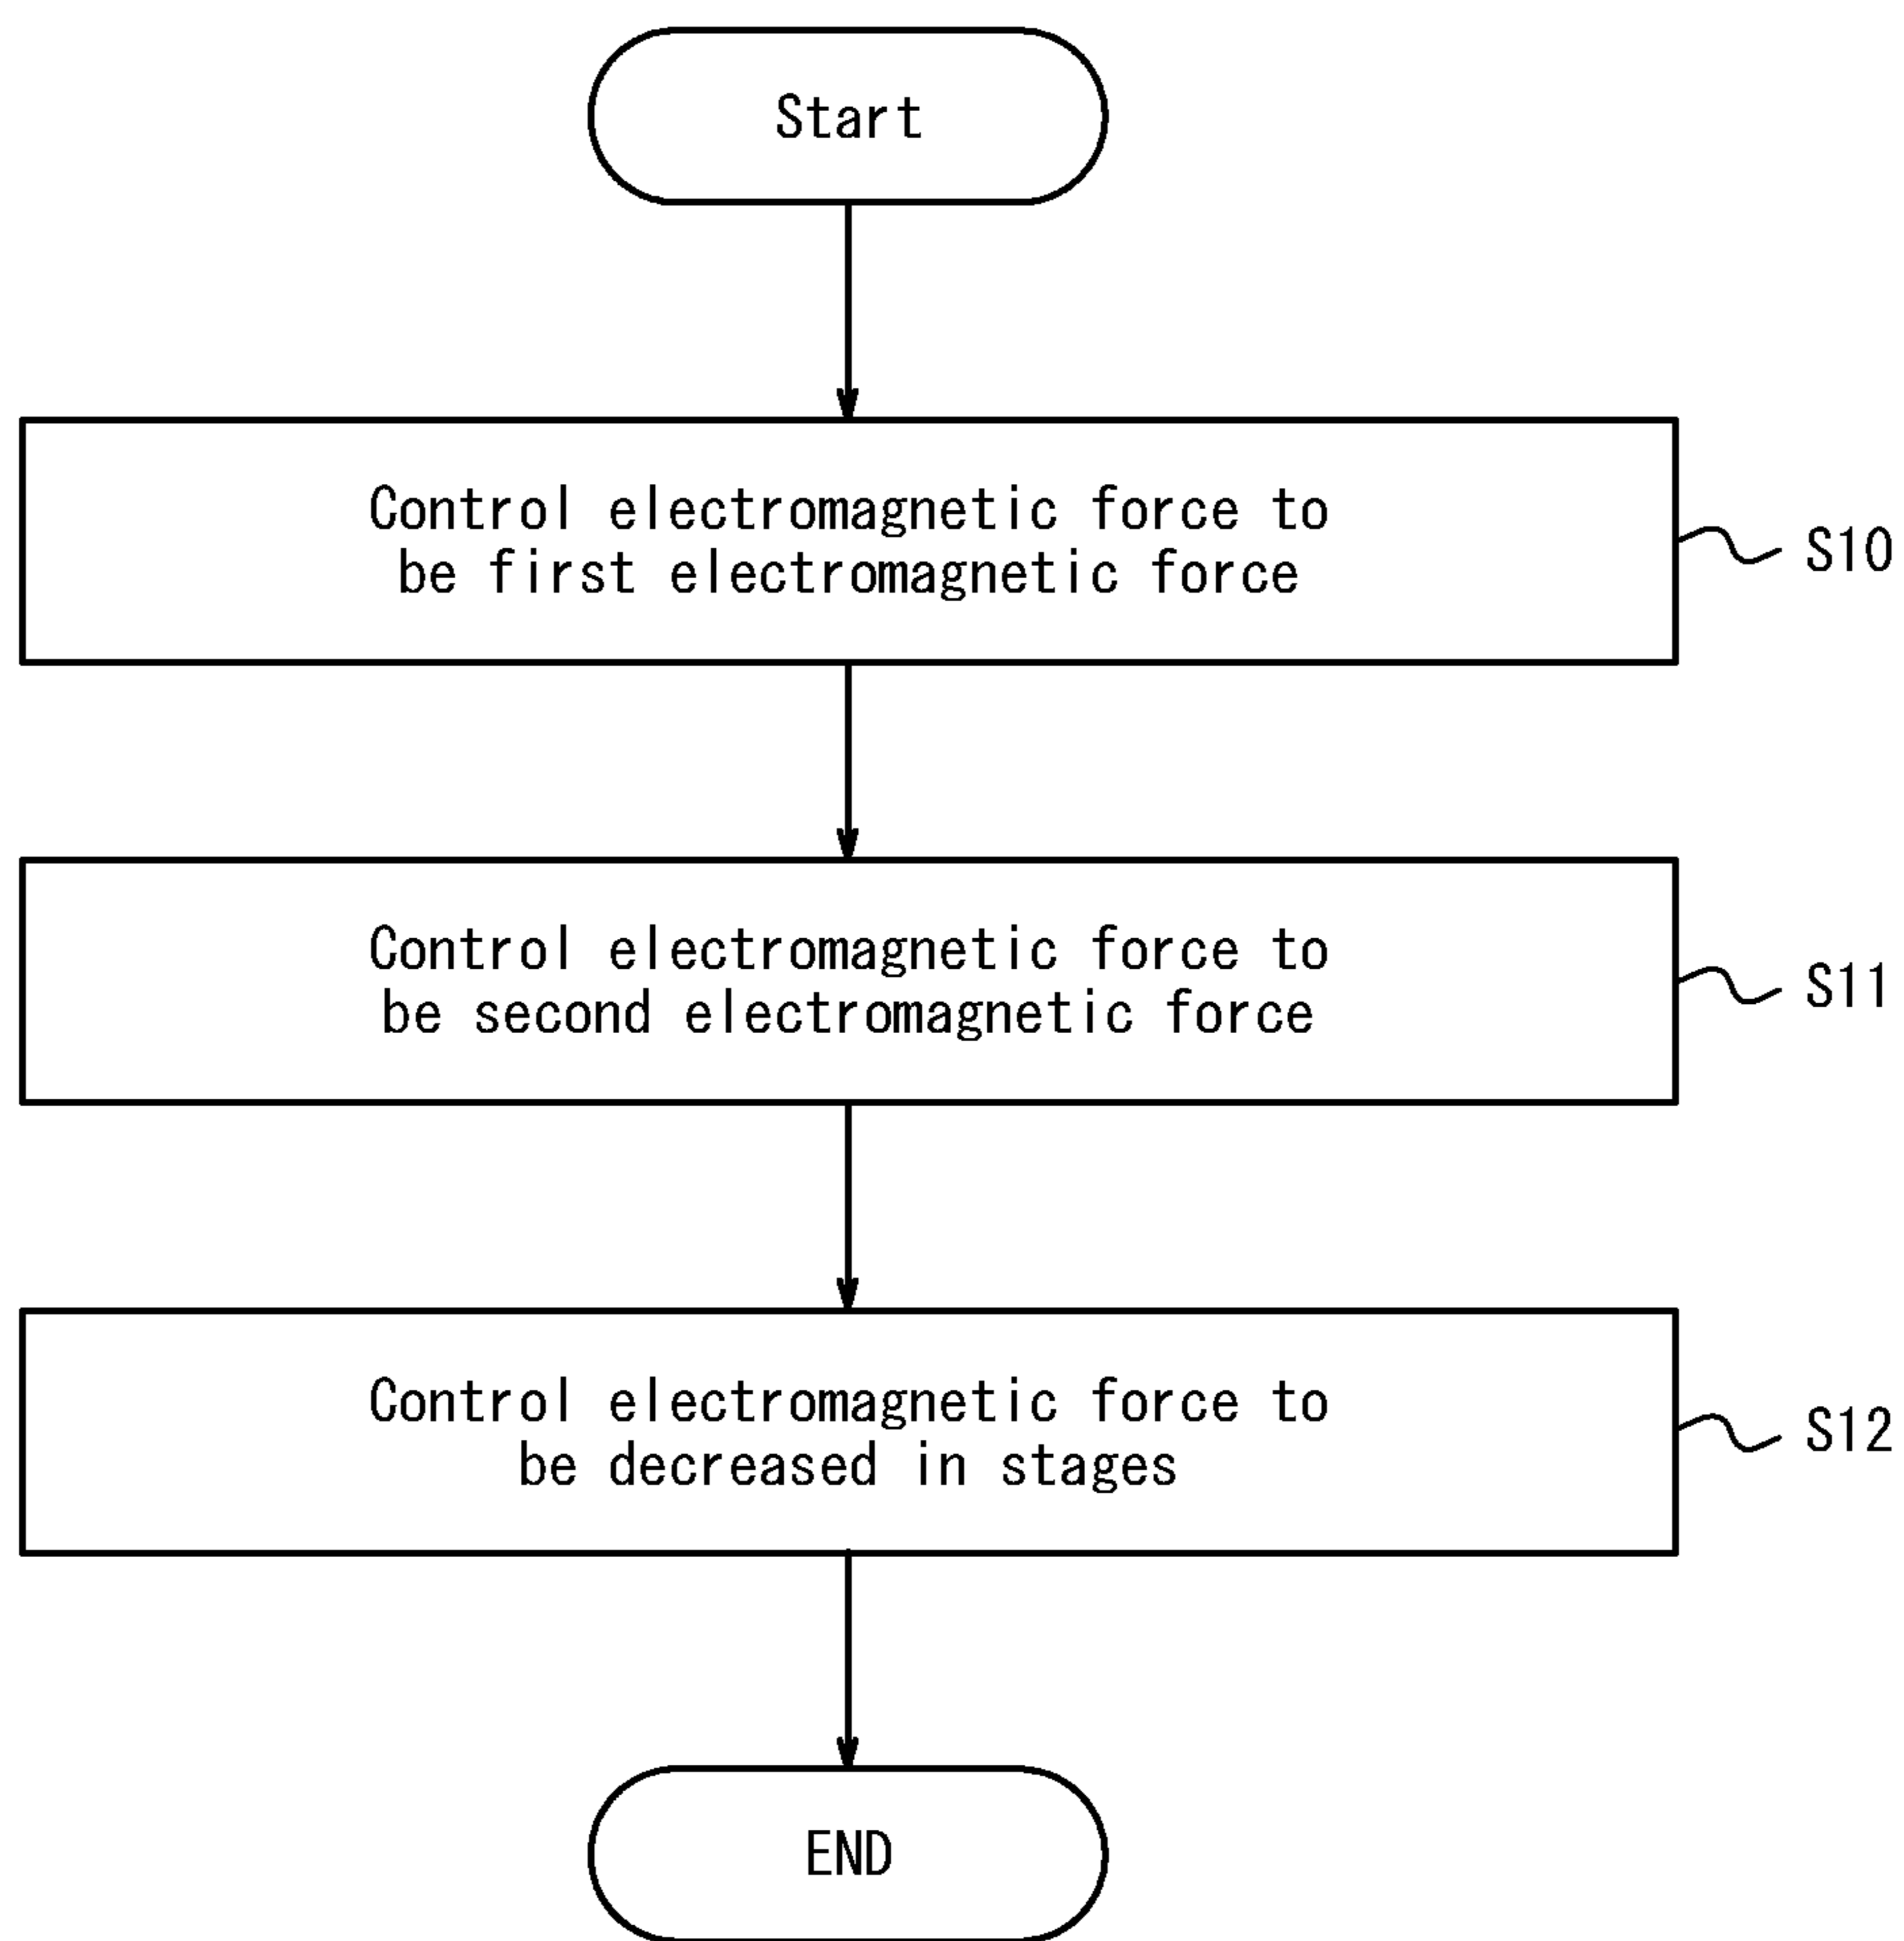 Start
Control electromagnetic force to
be first electromagnetic force
S10
Control electromagnetic force to
be second electromagnetic force
S11
Control electromagnetic force to
be decreased in stages
S12
END